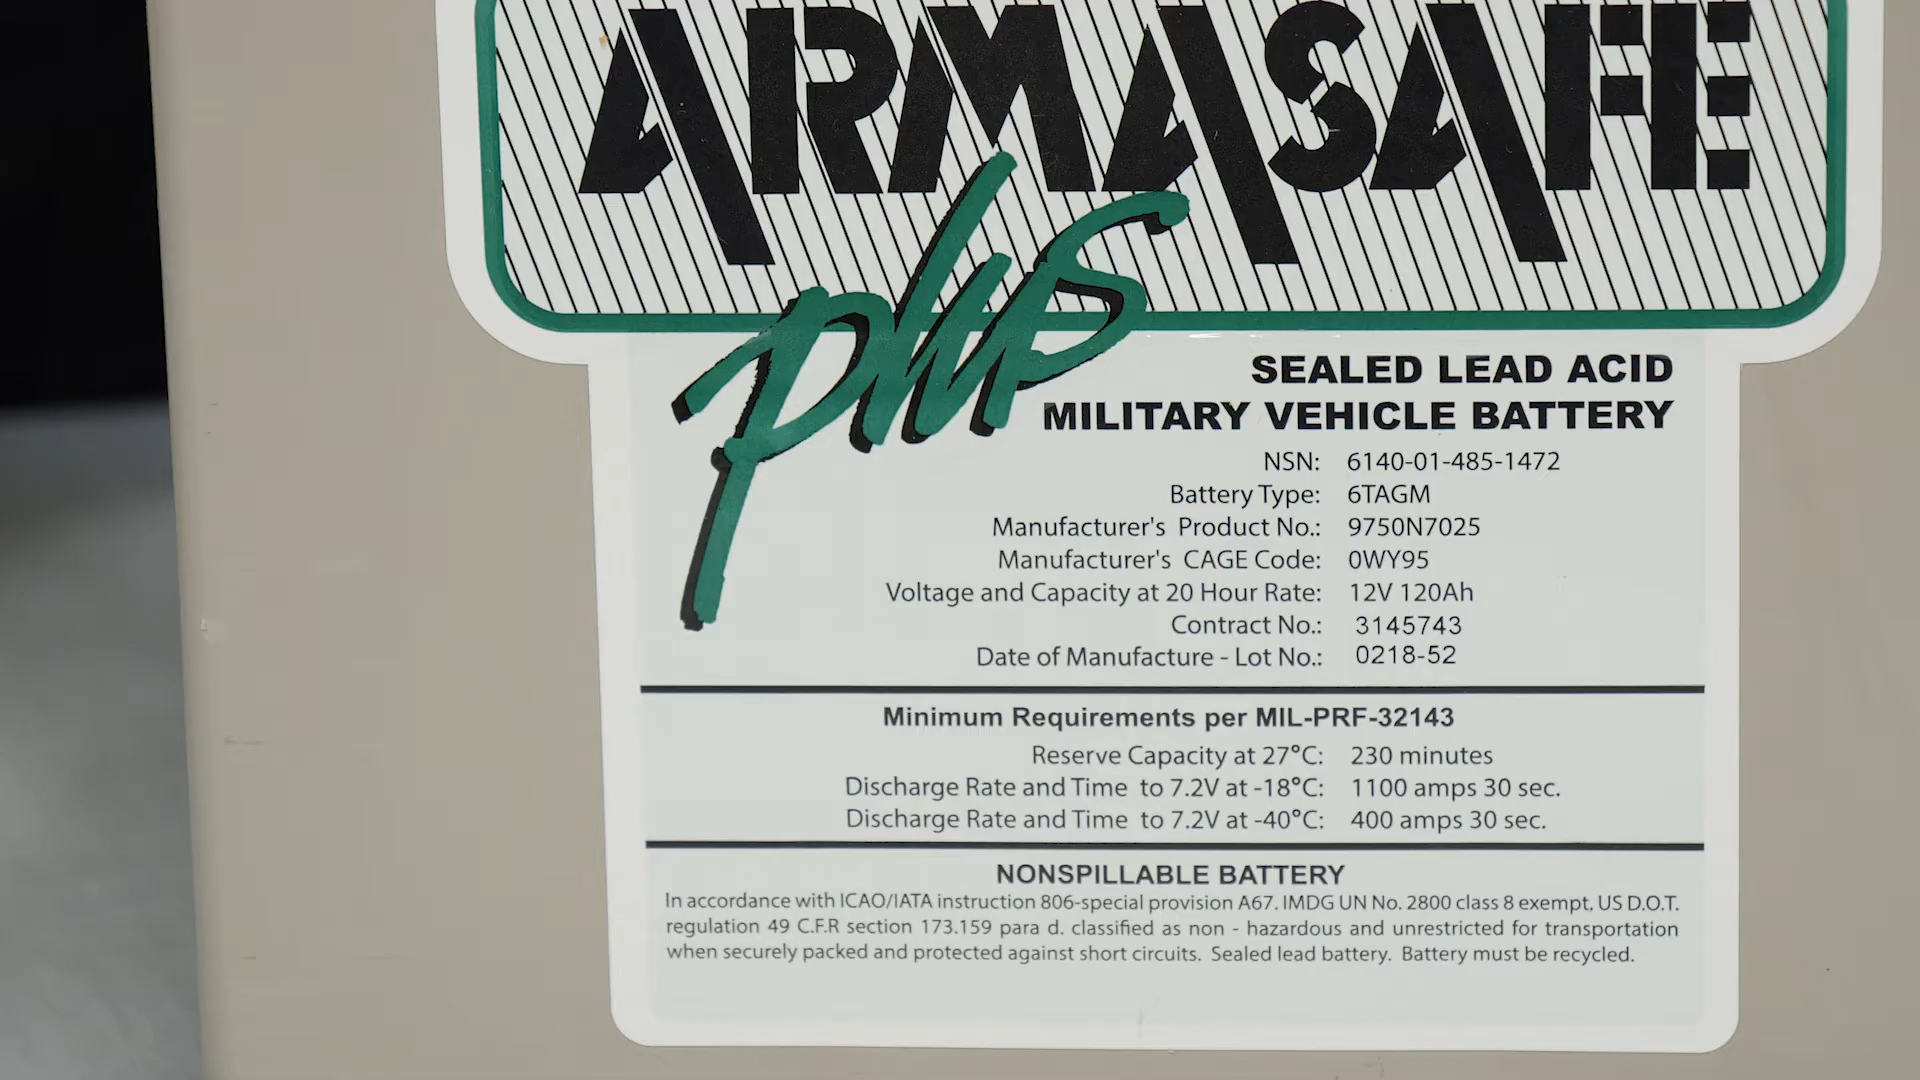 ARMASAFE
plus
SEALED LEAD ACID
MILITARY VEHICLE BATTERY
NSN: 6140-01-485-1472
Battery Type: 6TAGM
Manufacturer's Product No.: 9750N7025
Manufacturer's CAGE Code: 0WY95
Voltage and Capacity at 20 Hour Rate: 12V 120Ah
Contract No.: 3145743
Date of Manufacture - Lot No.: 0218-52
Minimum Requirements per MIL-PRF-32143
Reserve Capacity at 27°C: 230 minutes
Discharge Rate and Time to 7.2V at -18°C: 1100 amps 30 sec.
Discharge Rate and Time to 7.2V at -40°C: 400 amps 30 sec.
NONSPILLABLE BATTERY
In accordance with ICAO/IATA instruction 806-special provision A67. IMDG UN No. 2800 class 8 exempt, US D.O.T.
regulation 49 C.F.R section 173.159 para d. classified as non - hazardous and unrestricted for transportation
when securely packed and protected against short circuits. Sealed lead battery. Battery must be recycled.